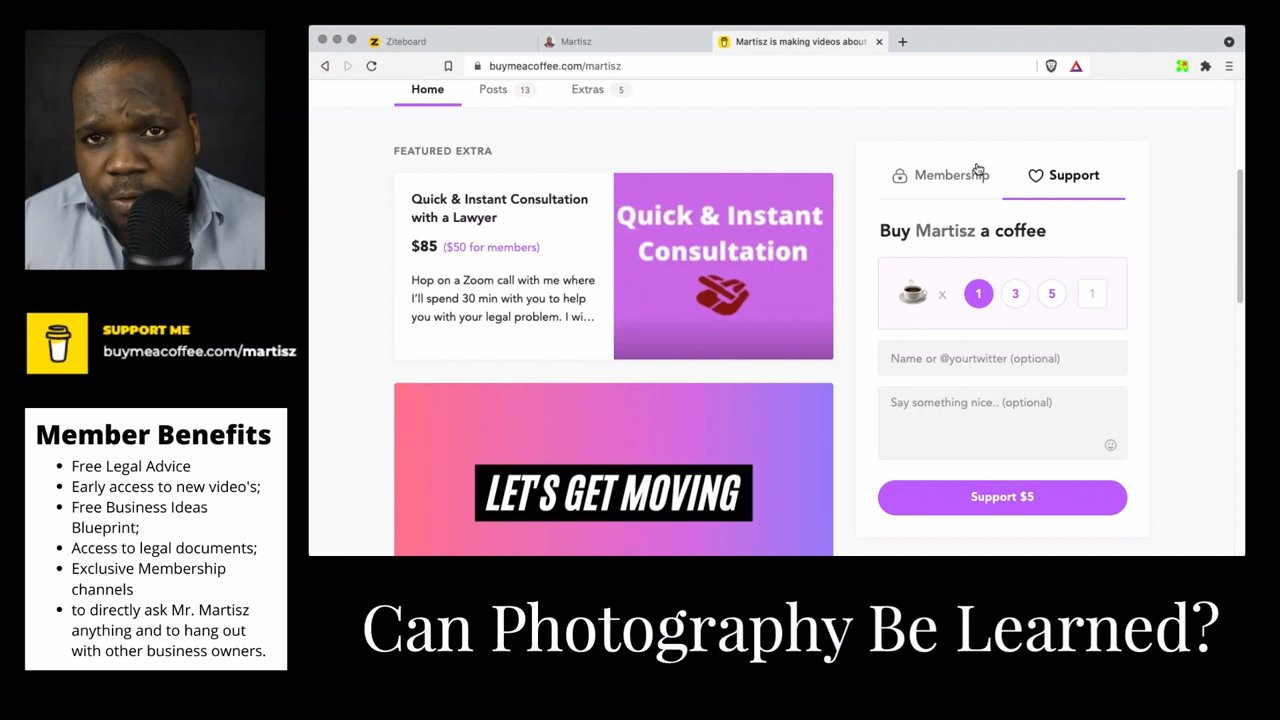 SUPPORT ME
buymeacoffee.com/martisz
Member Benefits
• Free Legal Advice
• Early access to new video's;
• Free Business Ideas
Blueprint;
• Access to legal documents;
• Exclusive Membership
channels
• to directly ask Mr. Martisz
anything and to hang out
with other business owners.
Ziteboard
Martisz
Martisz is making videos about
buymeacoffee.com/martisz
Home
Posts 13
Extras 5
FEATURED EXTRA
Quick & Instant Consultation
with a Lawyer
$85 ($50 for members)
Hop on a Zoom call with me where
I'll spend 30 min with you to help
you with your legal problem. I wi...
Quick & Instant
Consultation
LET'S GET MOVING
Membership
Support
Buy Martisz a coffee
x 1 3 5 1
Name or @yourtwitter (optional)
Say something nice.. (optional)
Support $5
Can Photography Be Learned?